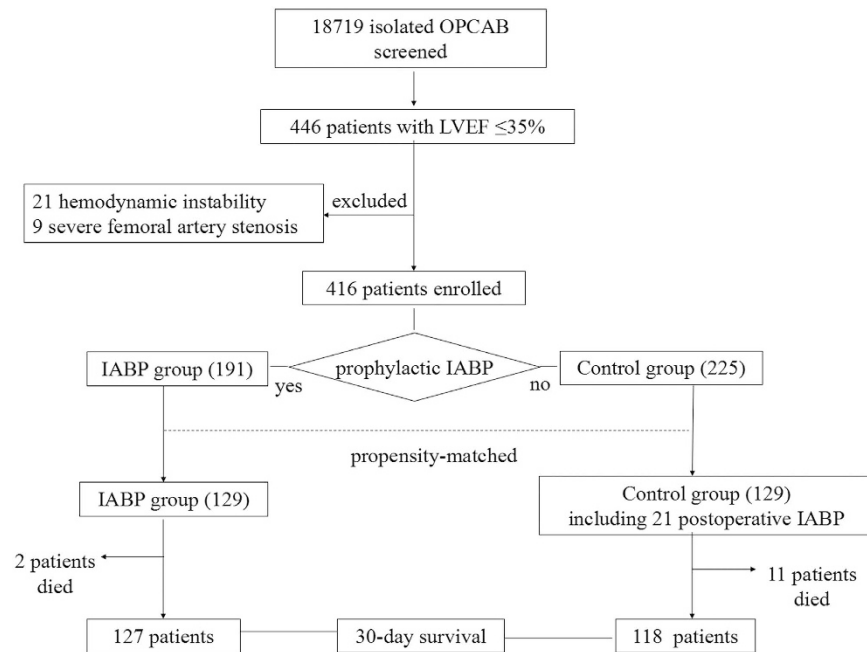 18719 isolated OPCAB
screened
446 patients with LVEF ≤35%
21 hemodynamic instability
9 severe femoral artery stenosis
excluded
416 patients enrolled
IABP group (191)
yes
prophylactic IABP
no
Control group (225)
propensity-matched
IABP group (129)
Control group (129)
including 21 postoperative IABP
2 patients
died
11 patients
died
127 patients
30-day survival
118 patients